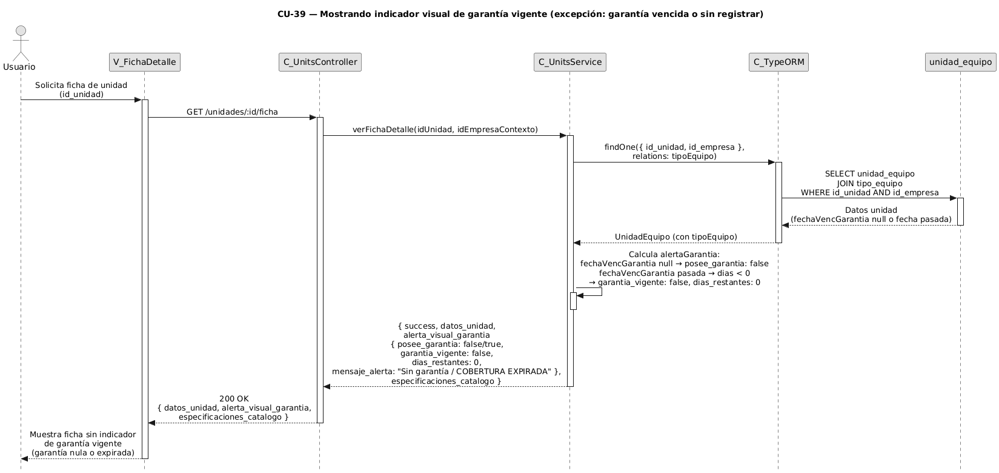 CU-39 — Mostrando indicador visual de garantía vigente (excepción: garantía vencida o sin registrar)
Usuario
V_FichaDetalle
C_UnitsController
C_UnitsService
C_TypeORM
unidad_equipo
Solicita ficha de unidad
(id_unidad)
GET /unidades/:id/ficha
verFichaDetalle(idUnidad, idEmpresaContexto)
findOne({ id_unidad, id_empresa },
relations: tipoEquipo)
SELECT unidad_equipo
JOIN tipo_equipo
WHERE id_unidad AND id_empresa
Datos unidad
(fechaVencGarantia null o fecha pasada)
UnidadEquipo (con tipoEquipo)
Calcula alertaGarantia:
fechaVencGarantia null → posee_garantia: false
fechaVencGarantia pasada → dias < 0
→ garantia_vigente: false, dias_restantes: 0
{ success, datos_unidad,
alerta_visual_garantia
{ posee_garantia: false/true,
garantia_vigente: false,
dias_restantes: 0,
mensaje_alerta: "Sin garantía / COBERTURA EXPIRADA" },
especificaciones_catalogo }
200 OK
{ datos_unidad, alerta_visual_garantia,
especificaciones_catalogo }
Muestra ficha sin indicador
de garantía vigente
(garantía nula o expirada)